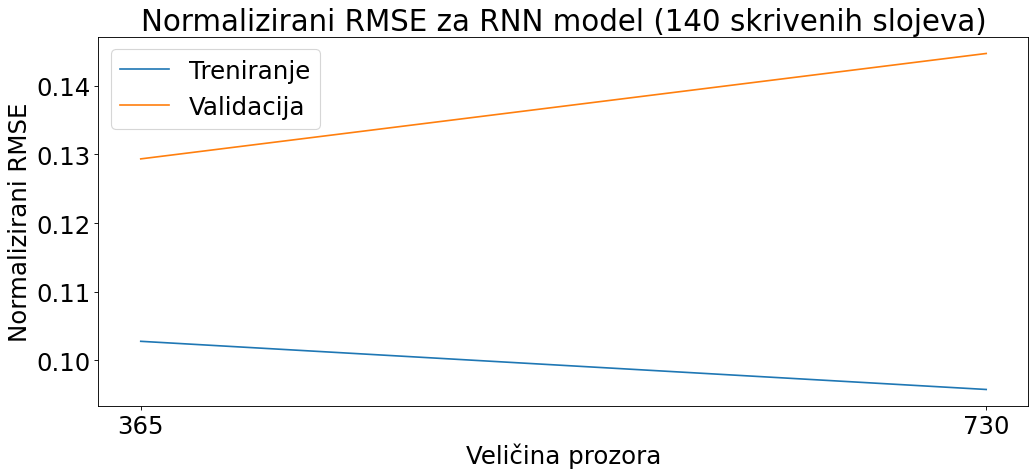 Normalizirani RMSE za RNN model (140 skrivenih slojeva)
Treniranje
Validacija
Normalizirani RMSE
0.14
0.13
0.12
0.11
0.10
365
730
Veličina prozora